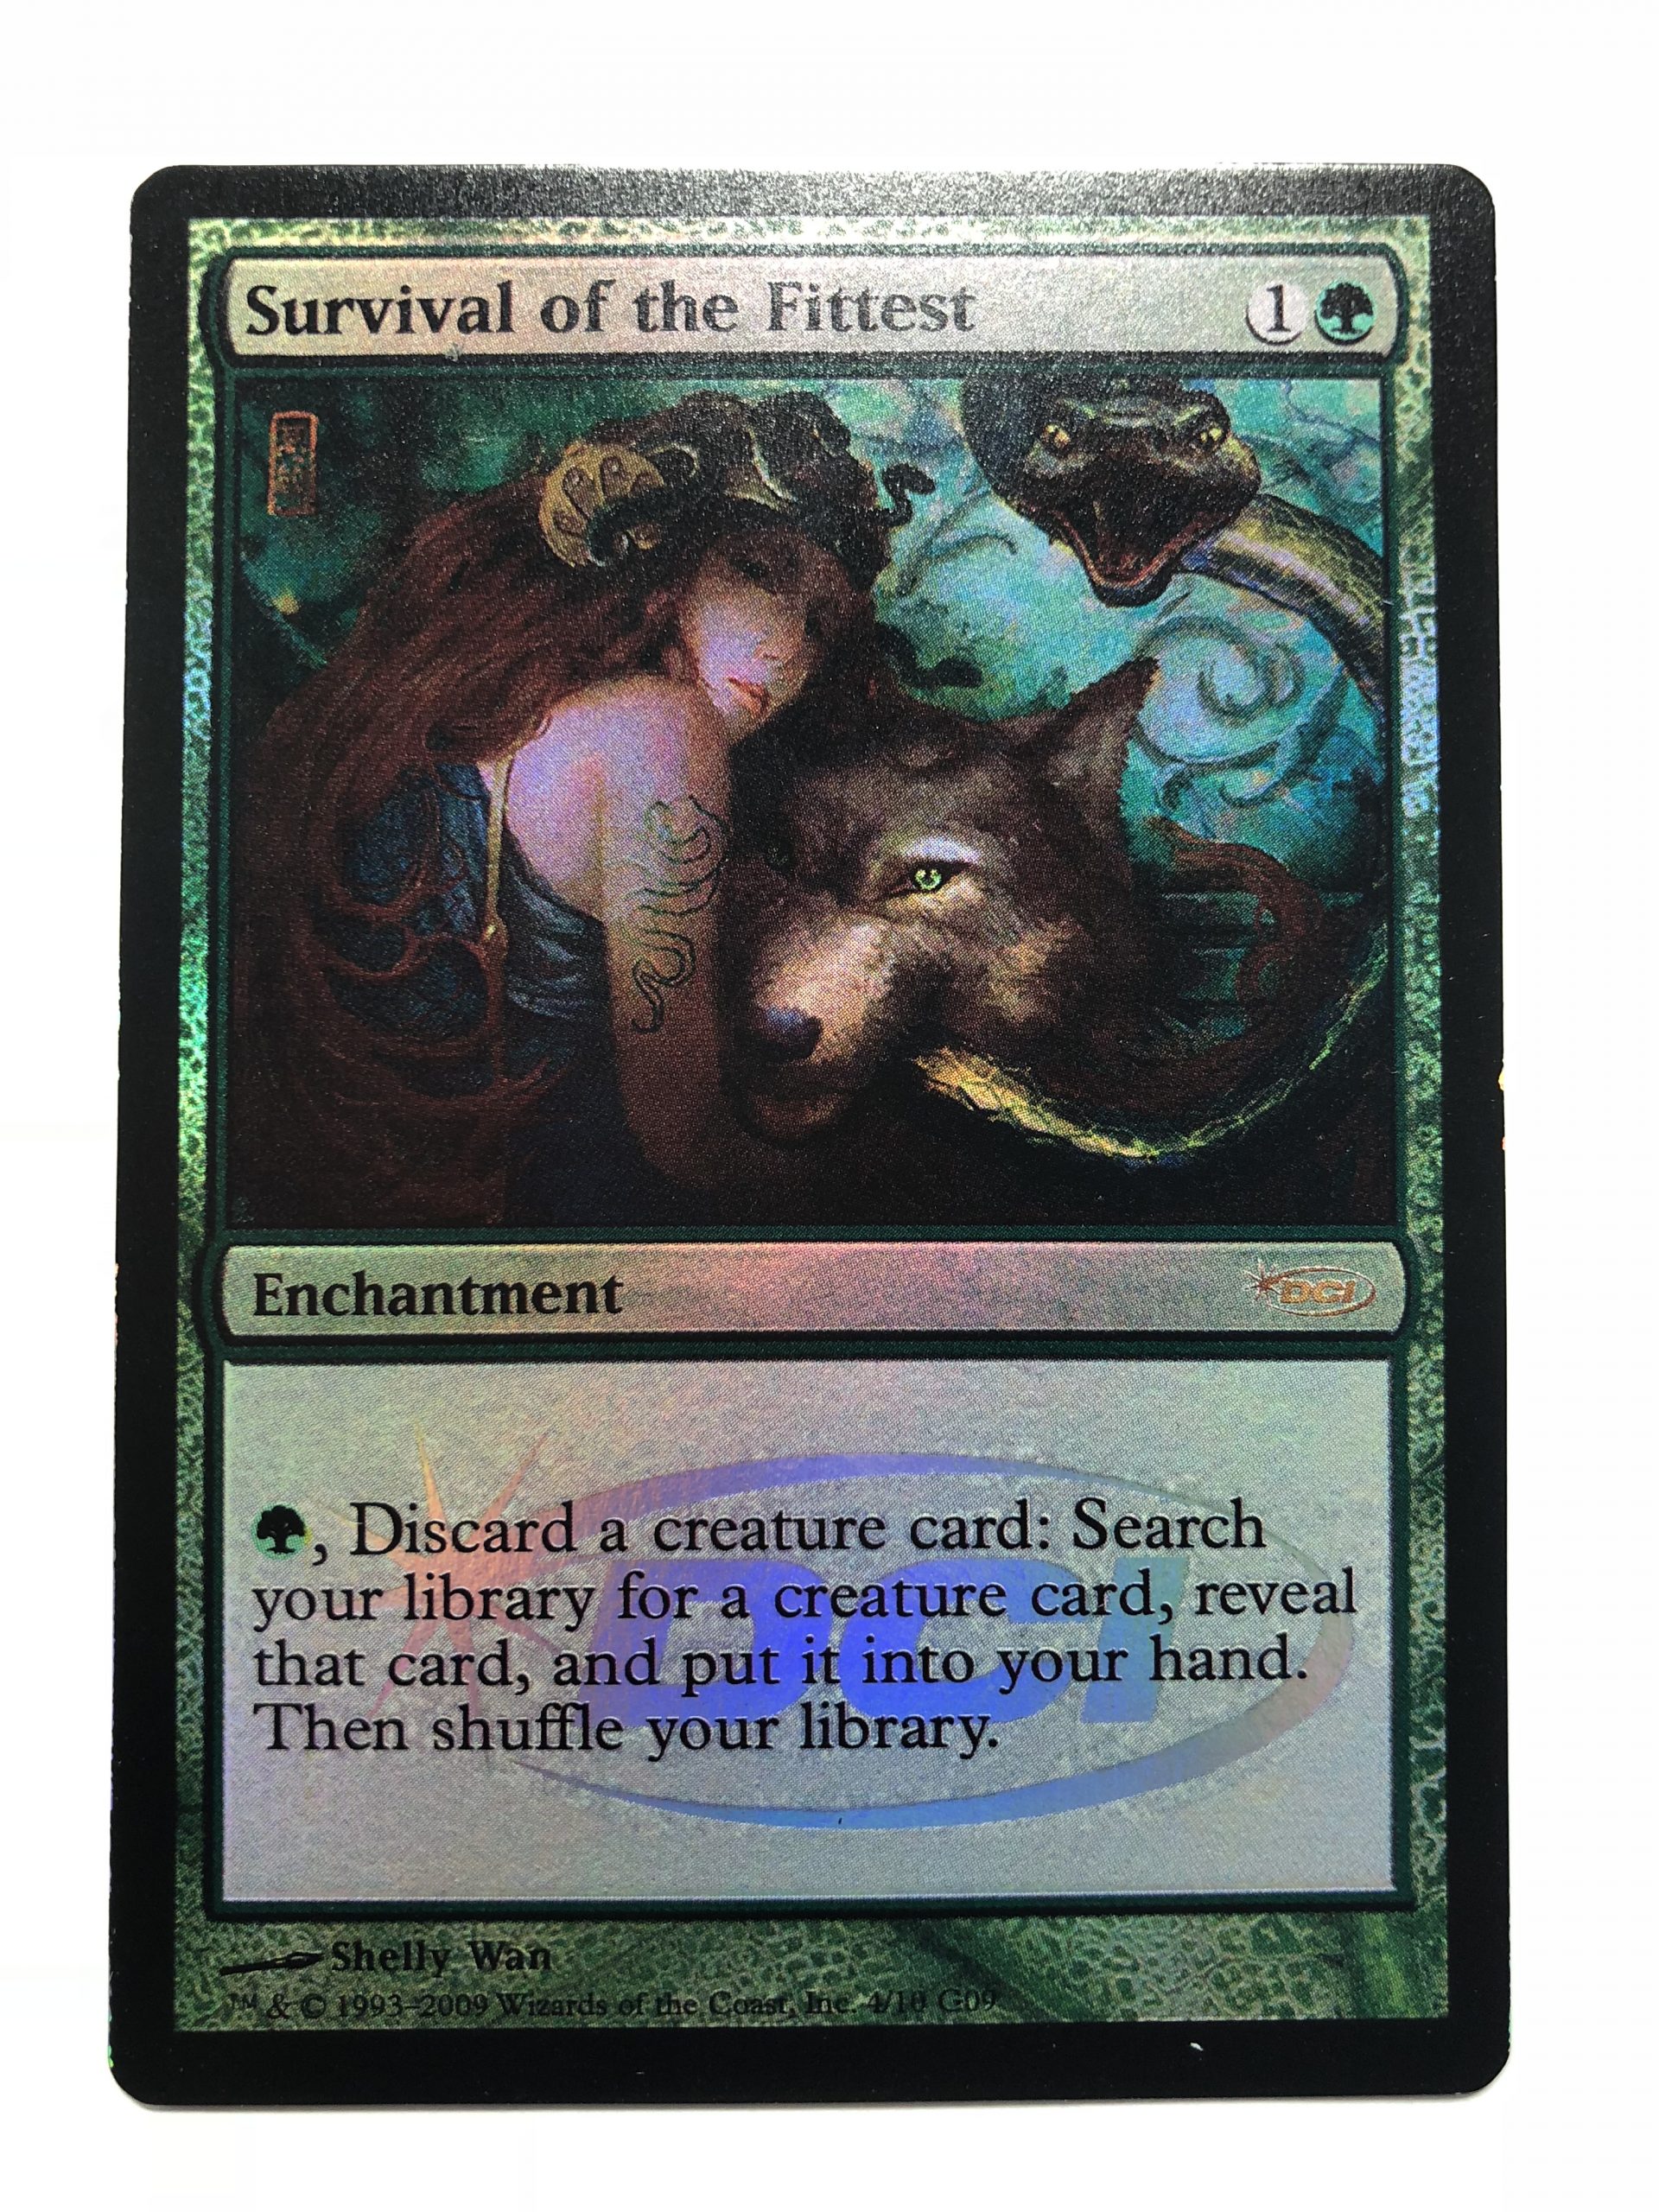 Survival of the Fittest 1
Enchantment DCI
, Discard a creature card: Search
your library for a creature card, reveal
that card, and put it into your hand.
Then shuffle your library.
DCI
Shelly Wan
™ & © 1993–2009 Wizards of the Coast, Inc. 4/10 G09